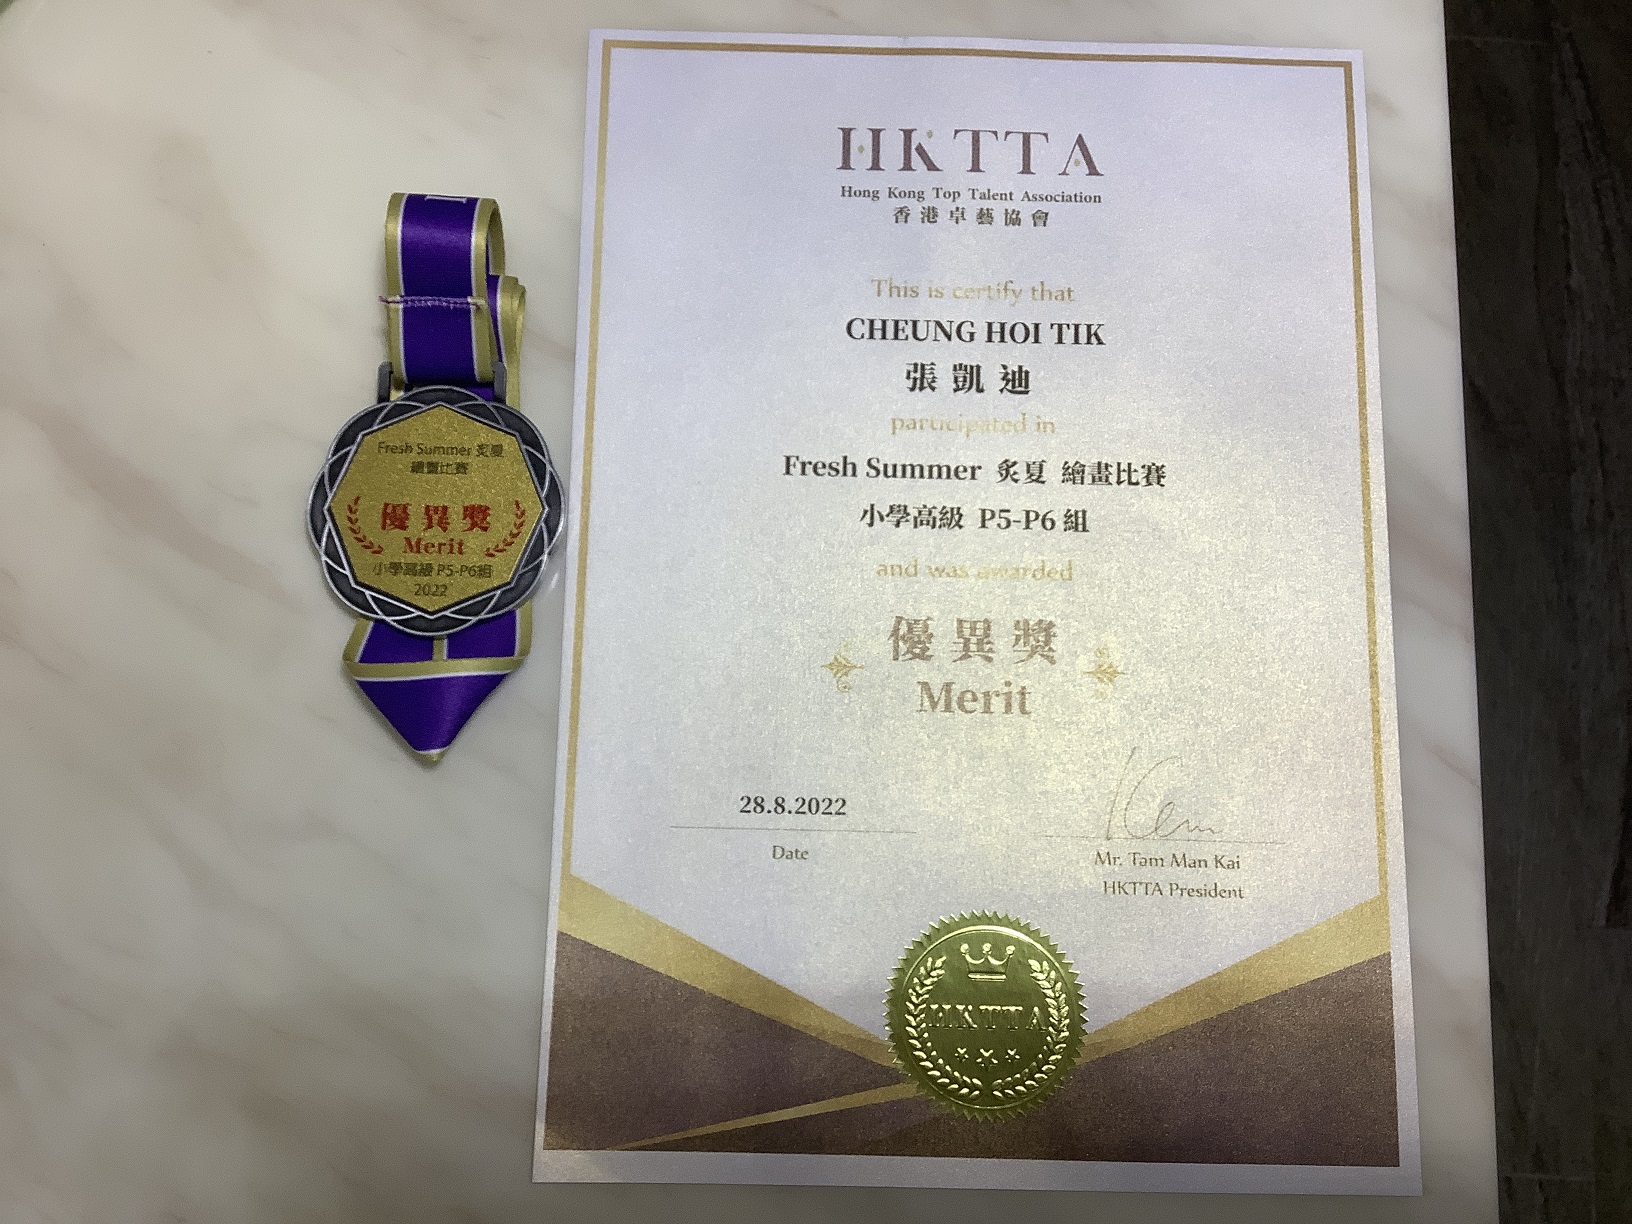 Fresh Summer 炙夏
繪畫比賽
優異獎
Merit
小學高級 P5-P6組
2022
HKTTA
Hong Kong Top Talent Association
香港卓藝協會
This is certify that
CHEUNG HOI TIK
張凱迪
participated in
Fresh Summer 炙夏 繪畫比賽
小學高級 P5-P6 組
and was awarded
優異獎
Merit
28.8.2022
Date
Mr. Tam Man Kai
HKTTA President
HKTTA